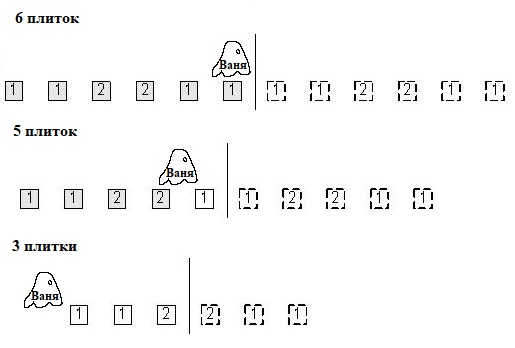 6 плиток
Ваня
1 1 2 2 1 1 1 1 2 2 1 1
5 плиток
Ваня
1 1 2 2 1 1 2 2 1 1
3 плитки
Ваня
1 1 2 2 1 1